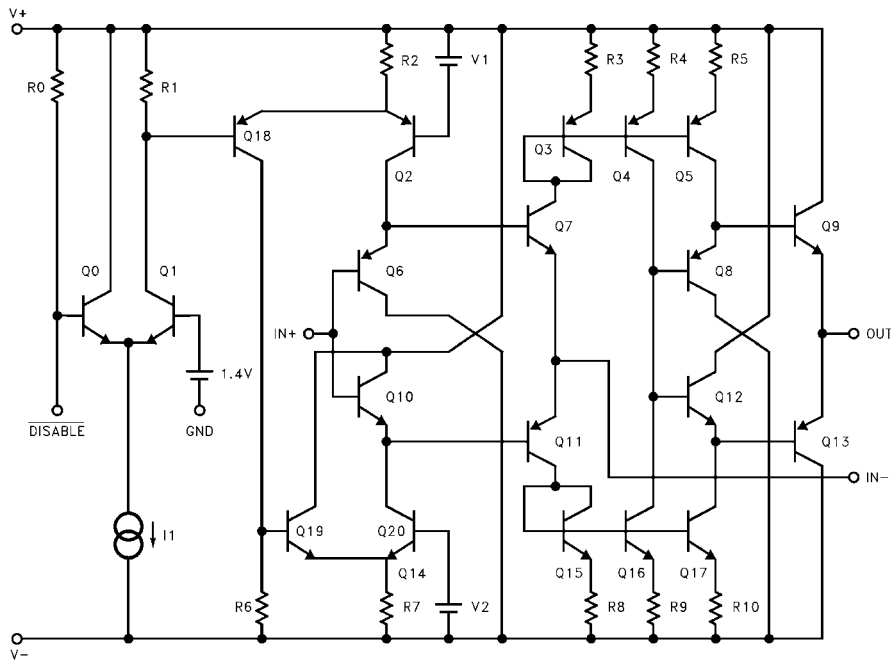 V+
R0
R1
R2
V1
R3
R4
R5
Q18
Q2
Q3
Q4
Q5
Q7
Q9
Q0
Q1
Q6
Q8
IN+
OUT
1.4V
Q10
Q12
DISABLE
GND
Q11
Q13
IN-
I1
Q19
Q20
Q14
Q15
Q16
Q17
R6
R7
V2
R8
R9
R10
V-